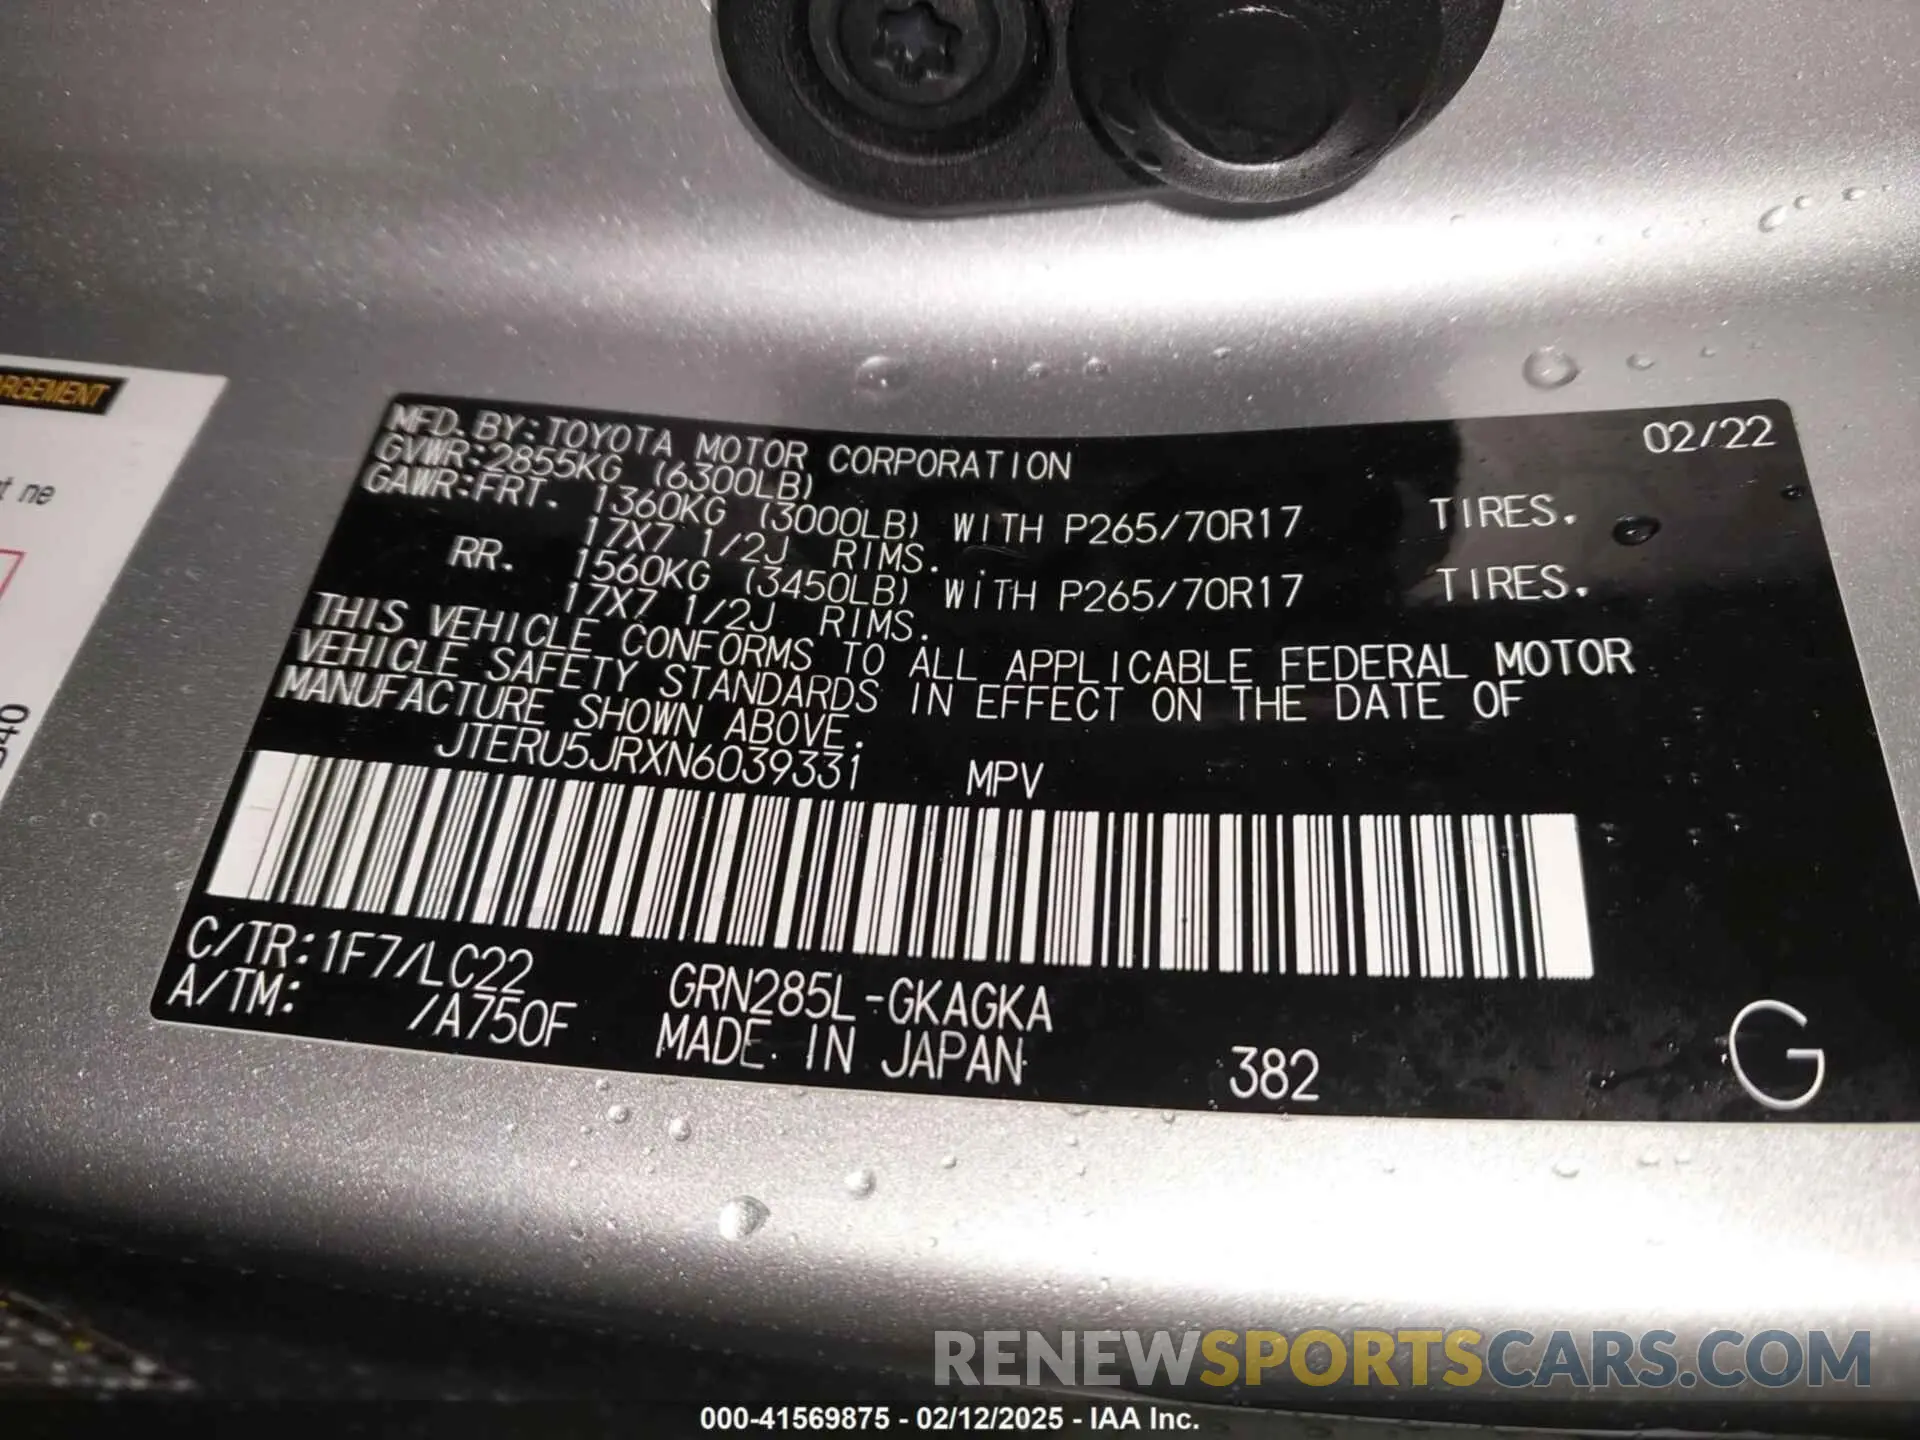 RGEMENT
ne
MFD. BY: TOYOTA MOTOR CORPORATION 02/22
GVWR: 2855KG (6300LB)
GAWR: FRT. 1360KG (3000LB) WITH P265/70R17 TIRES.
17X7 1/2J RIMS.
RR. 1560KG (3450LB) WITH P265/70R17 TIRES.
17X7 1/2J RIMS.
THIS VEHICLE CONFORMS TO ALL APPLICABLE FEDERAL MOTOR
VEHICLE SAFETY STANDARDS IN EFFECT ON THE DATE OF
MANUFACTURE SHOWN ABOVE.
JTERU5JRXN6039331 MPV
C/TR: 1F7/LC22
A/TM: /A750F
GRN285L-GKAGKA
MADE IN JAPAN
382
G
RENEWSPORTSCARS.COM
000-41569875 - 02/12/2025 - IAA Inc.